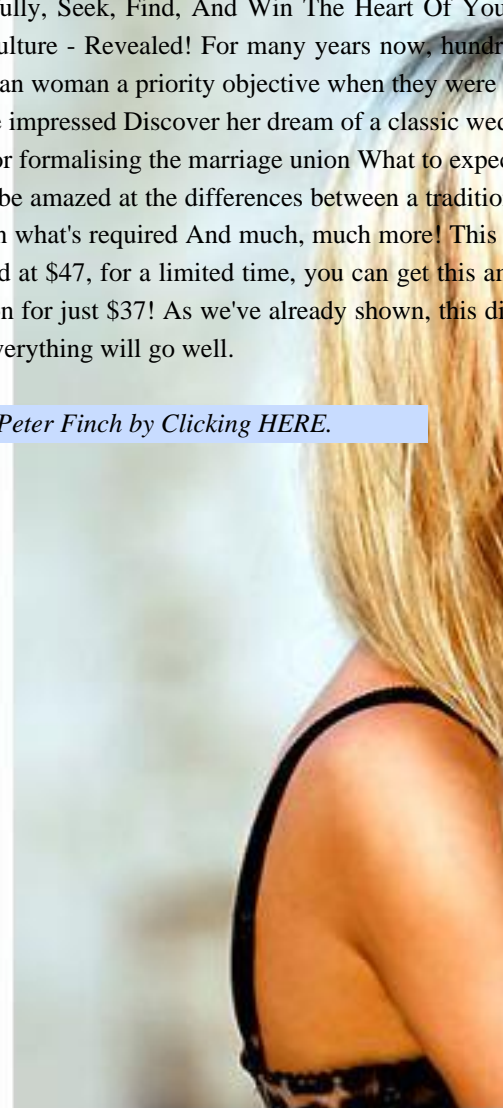 ully, Seek, Find, And Win The Heart Of You
ulture - Revealed! For many years now, hundr
an woman a priority objective when they were
e impressed Discover her dream of a classic wed
or formalising the marriage union What to expec
be amazed at the differences between a traditio
n what's required And much, much more! This
d at $47, for a limited time, you can get this an
n for just $37! As we've already shown, this di
verything will go well.
Peter Finch by Clicking HERE.